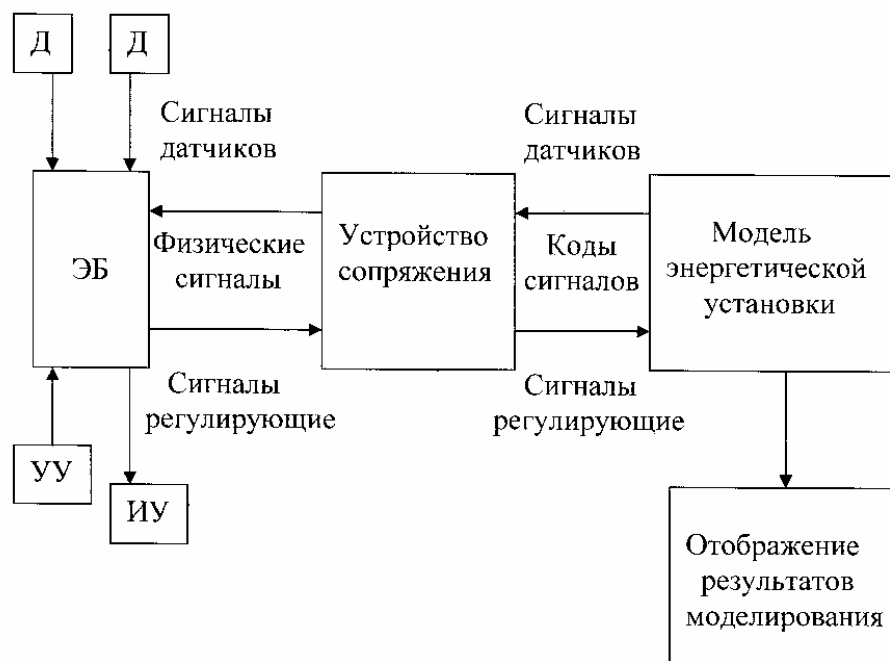 Д
Д
Сигналы
датчиков
Сигналы
датчиков
ЭБ
Физические
сигналы
Устройство
сопряжения
Коды
сигналов
Модель
энергетической
установки
Сигналы
регулирующие
Сигналы
регулирующие
УУ
ИУ
Отображение
результатов
моделирования